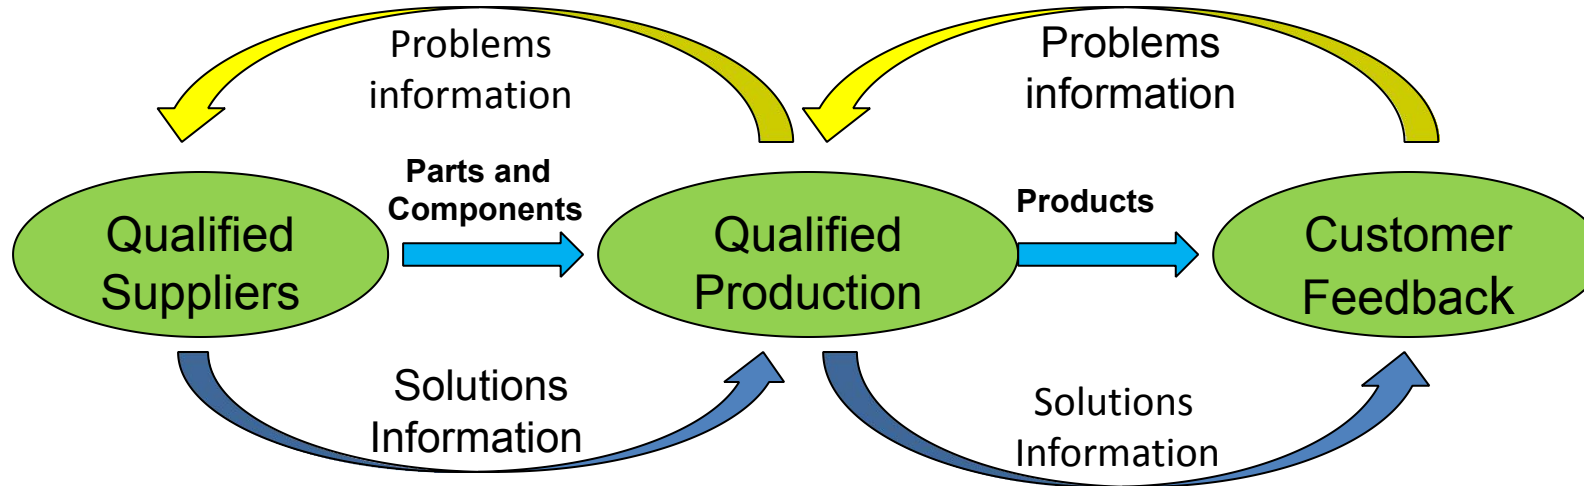 Problems
information
Problems
information
Parts and
Components
Products
Qualified
Suppliers
Qualified
Production
Customer
Feedback
Solutions
Information
Solutions
Information